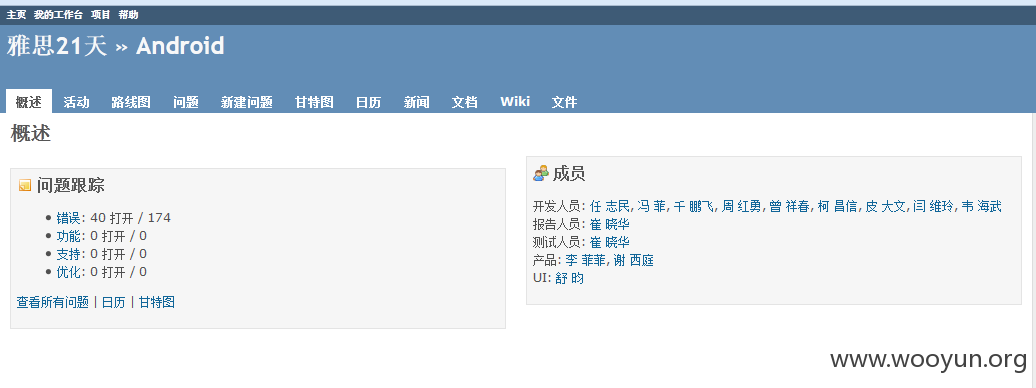 主页 我的工作台 项目 帮助
雅思21天 » Android
概述 活动 路线图 问题 新建问题 甘特图 日历 新闻 文档 Wiki 文件
概述
问题跟踪
错误: 40 打开 / 174
功能: 0 打开 / 0
支持: 0 打开 / 0
优化: 0 打开 / 0
查看所有问题 | 日历 | 甘特图
成员
开发人员: 任 志民, 冯 菲, 千 鹏飞, 周 红勇, 曾 祥春, 柯 昌信, 皮 大文, 闫 维玲, 韦 海武
报告人员: 崔 晓华
测试人员: 崔 晓华
产品: 李 菲菲, 谢 西庭
UI: 舒 昀
www.wooyun.org